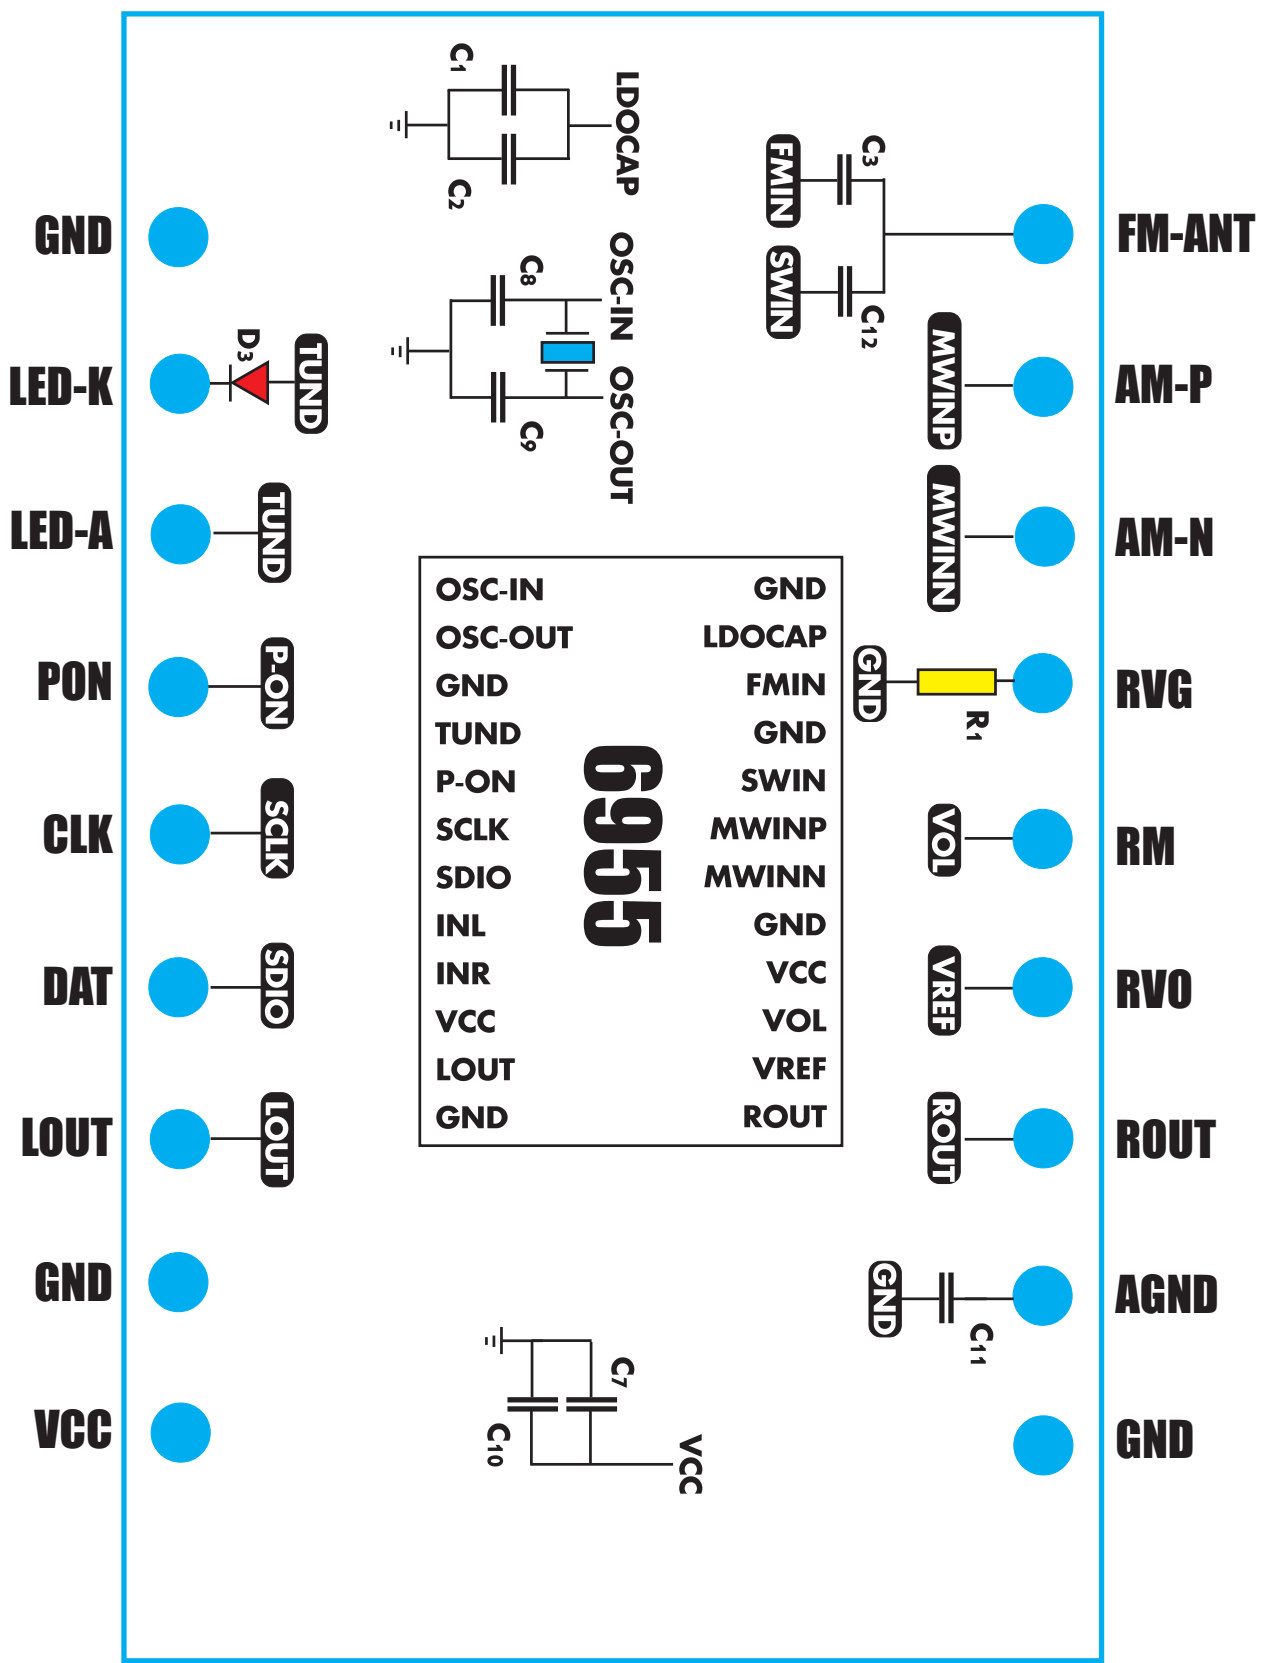 C1
LDOCAP
C2
C3
FMIN
SWIN
C12
FM-ANT
GND
OSC-IN
C8
OSC-OUT
C9
LED-K
D3
TUND
MWINP
AM-P
LED-A
TUND
MWINN
AM-N
PON
P-ON
GND
R1
RVG
CLK
SCLK
VOL
RM
DAT
SDIO
VREF
RVO
LOUT
LOUT
ROUT
ROUT
OSC-IN
OSC-OUT
GND
TUND
P-ON
SCLK
SDIO
INL
INR
VCC
LOUT
GND
6955
GND
LDOCAP
FMIN
GND
SWIN
MWINP
MWINN
GND
VCC
VOL
VREF
ROUT
GND
GND
C11
AGND
VCC
C7
C10
VCC
GND